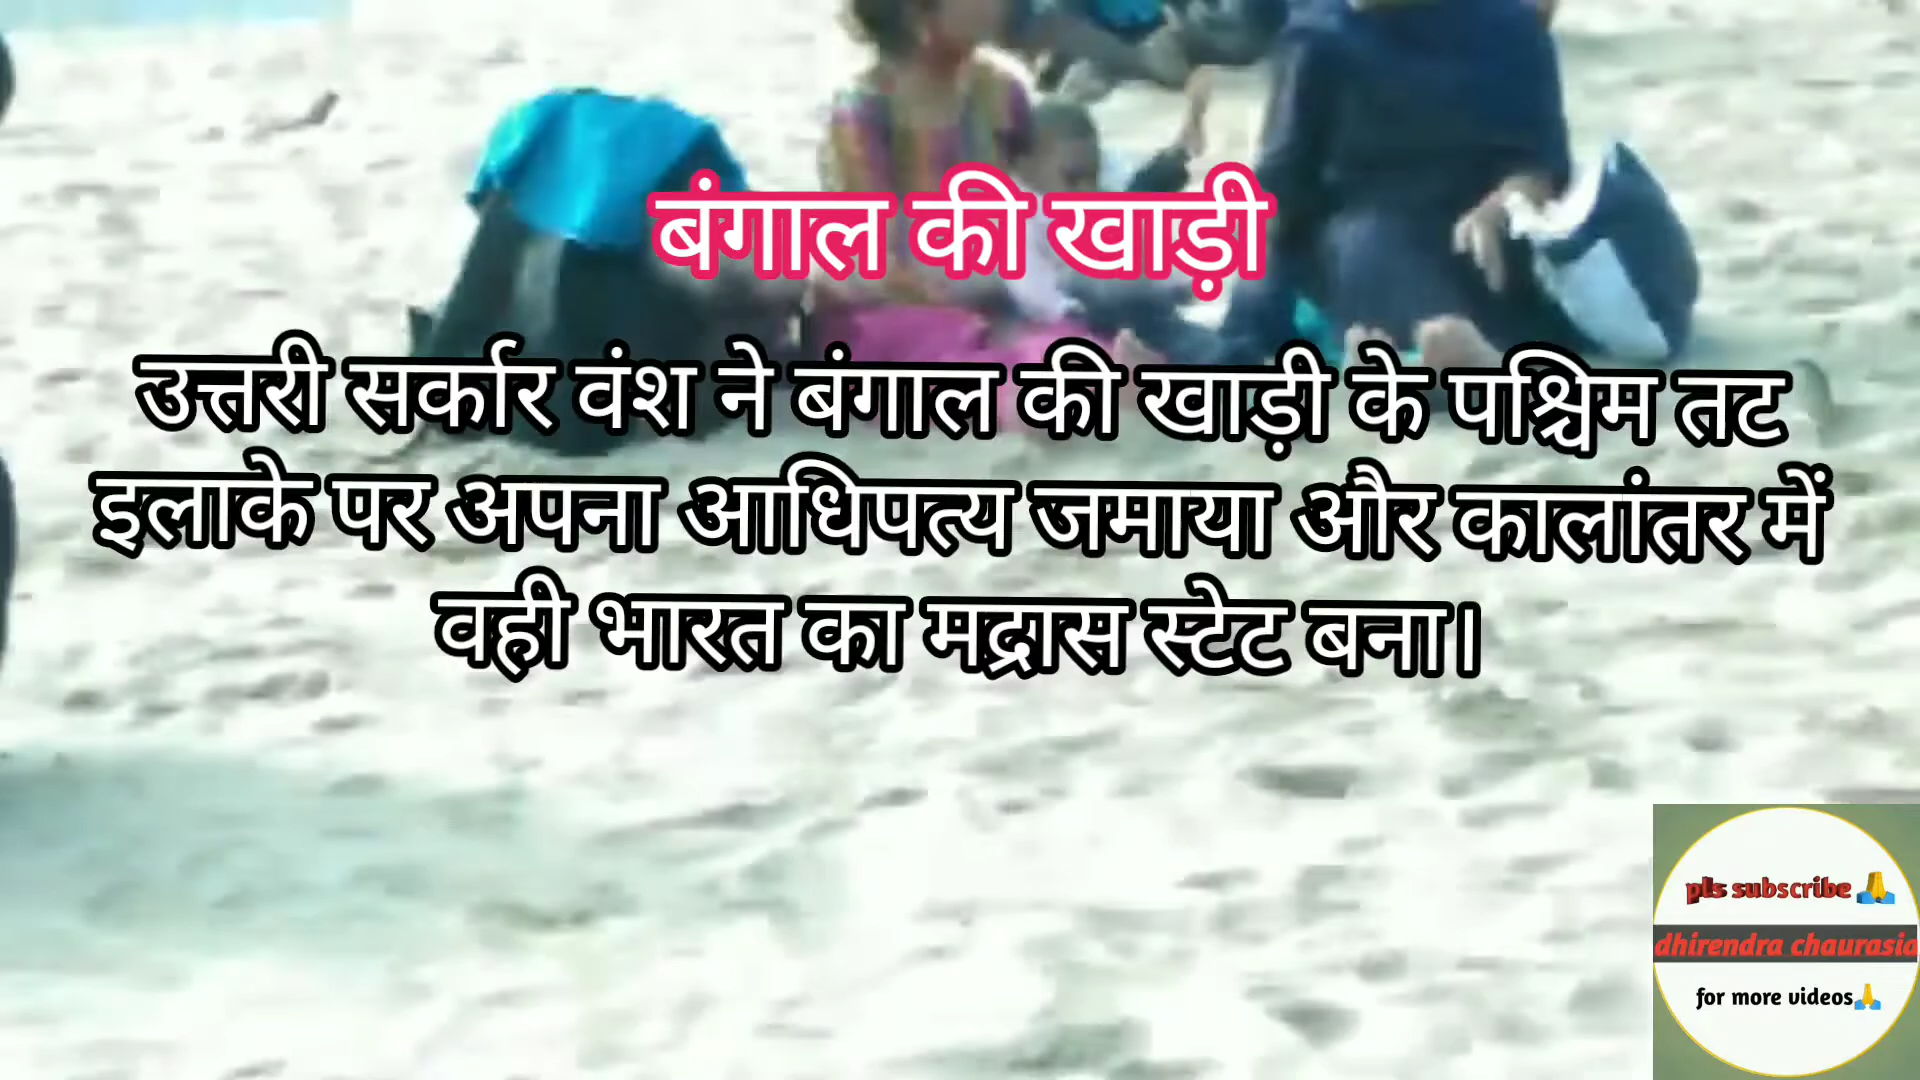 बंगाल की खाड़ी
उत्तरी सर्कार वंश ने बंगाल की खाड़ी के पश्चिम तट
इलाके पर अपना आधिपत्य जमाया और कालांतर में
वही भारत का मद्रास स्टेट बना।
pls subscribe 🙏
dhirendra chaurasia
for more videos🙏